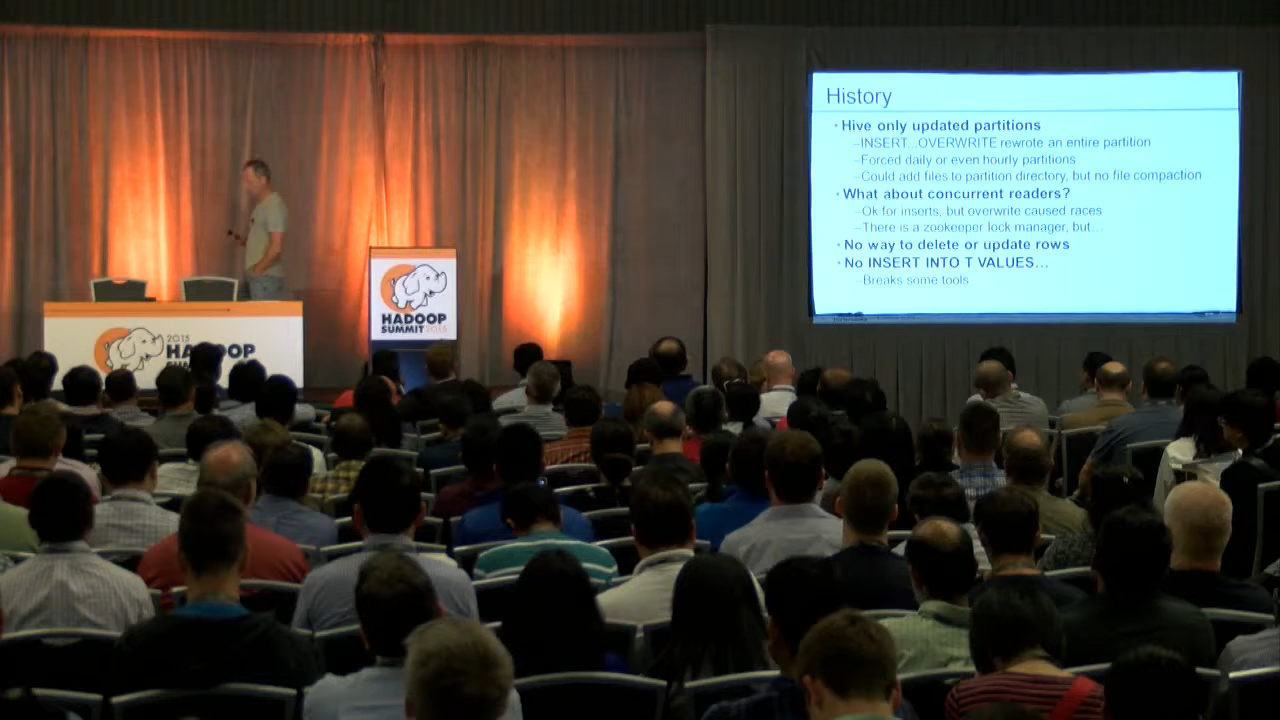 History
Hive only updated partitions
–INSERT...OVERWRITE rewrote an entire partition
–Forced daily or even hourly partitions
–Could add files to partition directory, but no file compaction
What about concurrent readers?
–Ok for inserts, but overwrite caused races
–There is a zookeeper lock manager, but...
No way to delete or update rows
No INSERT INTO T VALUES...
–Breaks some tools
HADOOP
SUMMIT 2015
2015
HADOOP